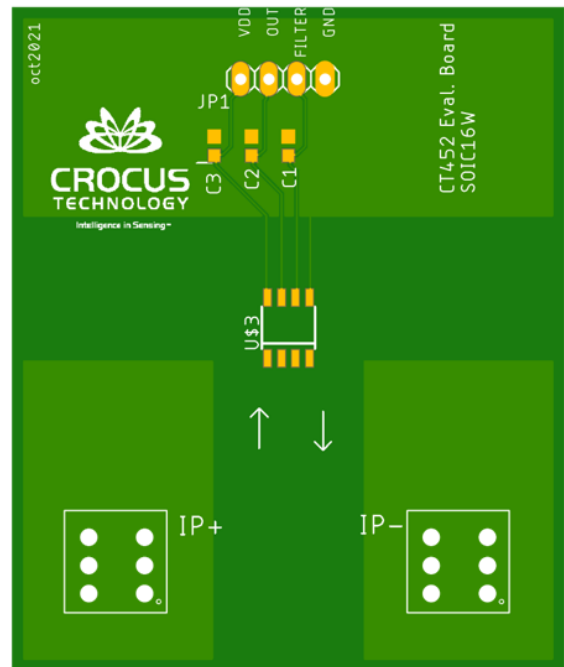 oct2021
VDD
OUT
FILTER
GND
JP1
CROCUS
TECHNOLOGY
Intelligence in Sensing™
C3
C2
C1
CT452 Eval. Board
SOIC16W
U$3
IP+
IP-